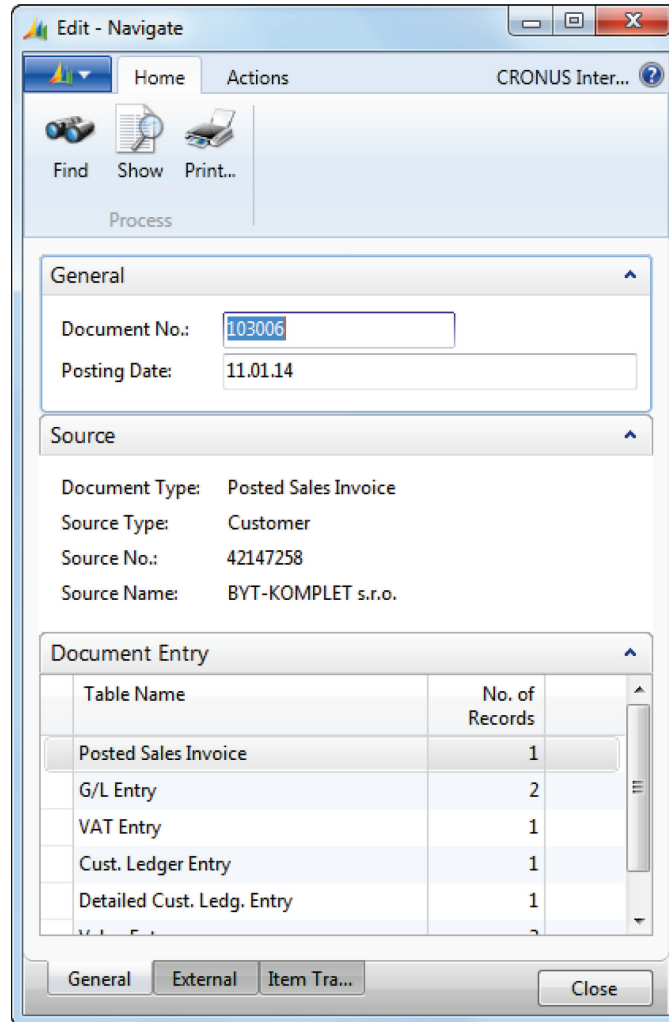 Edit - Navigate
Home Actions CRONUS Inter...
Find Show Print...
Process
General
Document No.: 103006
Posting Date: 11.01.14
Source
Document Type: Posted Sales Invoice
Source Type: Customer
Source No.: 42147258
Source Name: BYT-KOMPLET s.r.o.
Document Entry
Table Name No. of
Records
Posted Sales Invoice 1
G/L Entry 2
VAT Entry 1
Cust. Ledger Entry 1
Detailed Cust. Ledg. Entry 1
General External Item Tra... Close